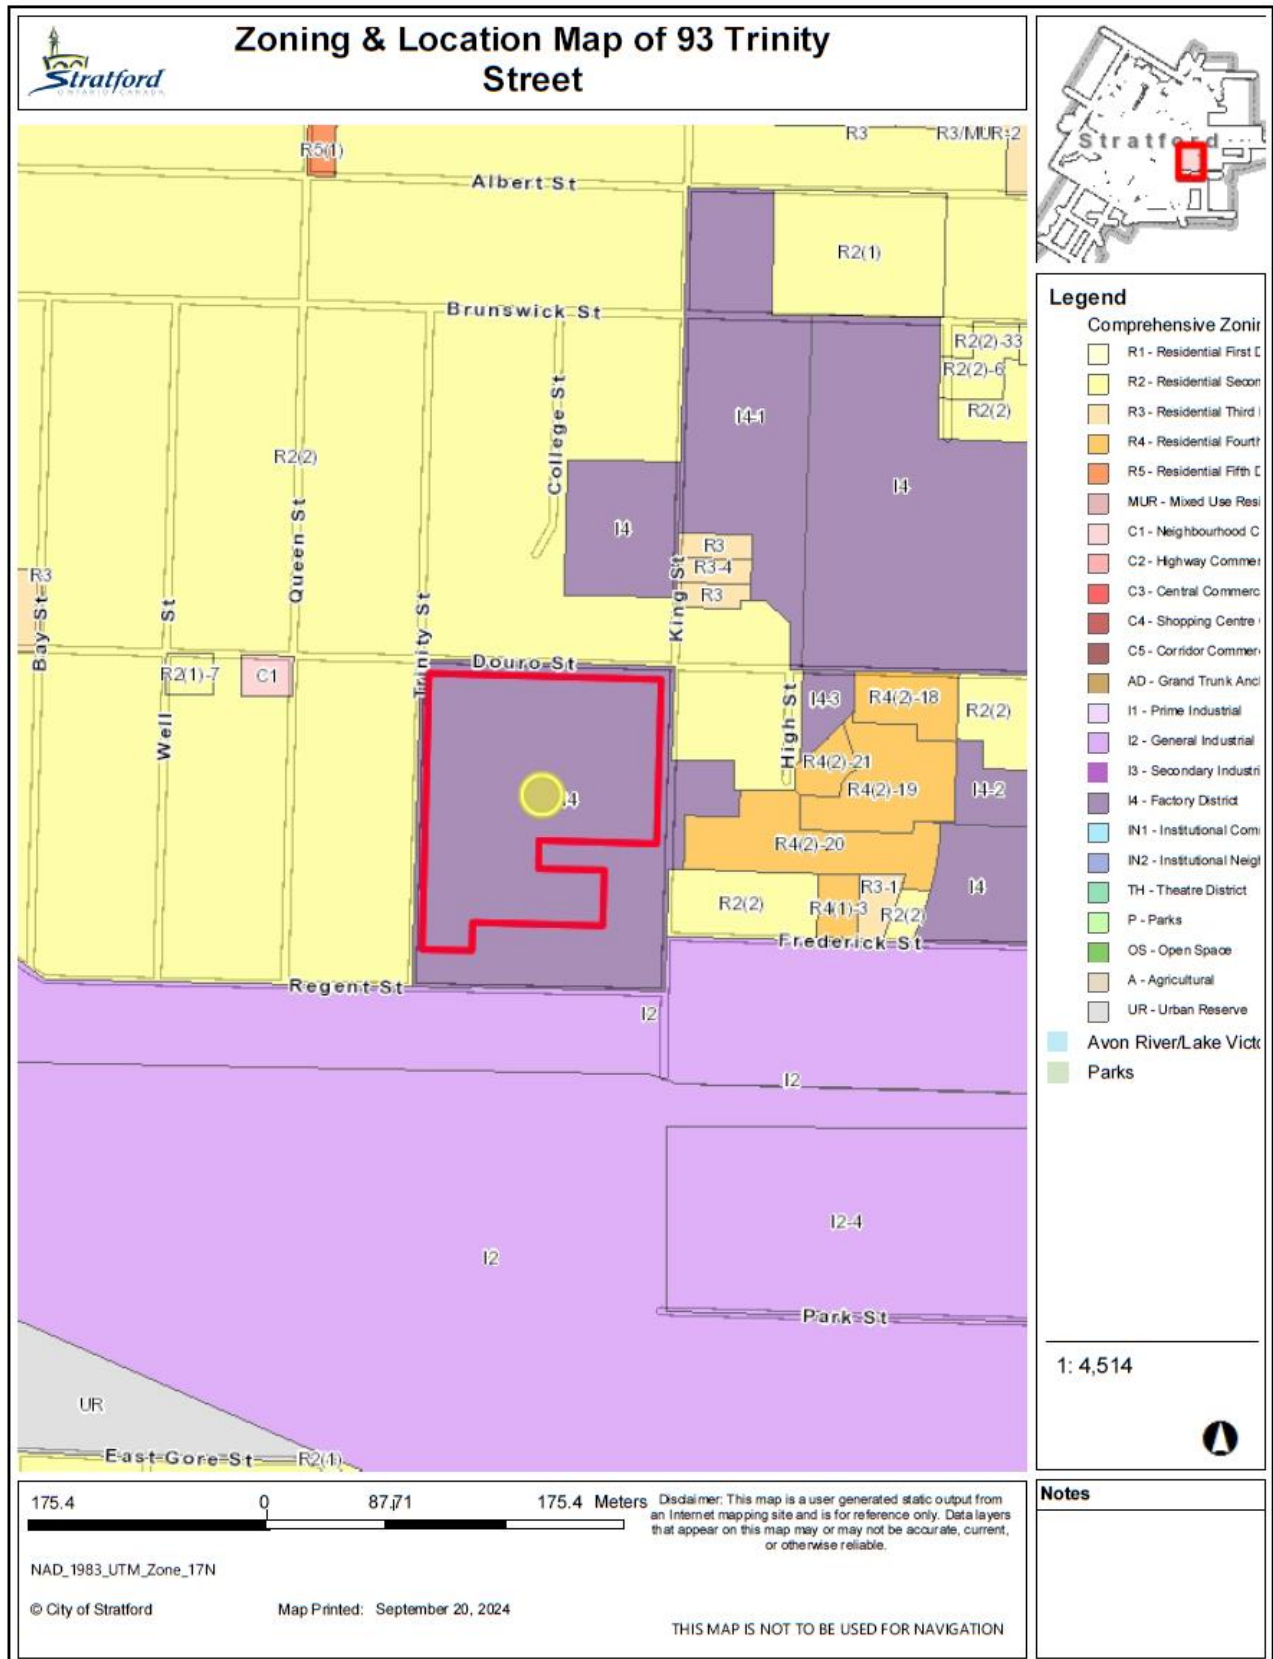 Stratford
ONTARIO CANADA
Zoning & Location Map of 93 Trinity
Street
Stratford
R5(1)
R3
R3/MUR-2
Albert St
R2(1)
Brunswick St
R2(2)-33
R2(2)-6
R2(2)
College St
I4-1
R2(2)
I4
Queen St
I4
R3
R3-4
R3
R3
Bay St
Well St
Trinity St
King St
Douro St
R2(1)-7
C1
I4-3
R4(2)-18
R2(2)
High St
R4(2)-21
R4(2)-19
I4-2
I4
R4(2)-20
R3-1
I4
R2(2)
R4(1)-3
R2(2)
Frederick St
Regent St
I2
I2
I2-4
I2
Park St
UR
East Gore St
R2(1)
Legend
Comprehensive Zonin
R1 - Residential First D
R2 - Residential Secon
R3 - Residential Third
R4 - Residential Fourth
R5 - Residential Fifth D
MUR - Mixed Use Resi
C1 - Neighbourhood C
C2 - Highway Commer
C3 - Central Commerc
C4 - Shopping Centre
C5 - Corridor Commer
AD - Grand Trunk Anc
I1 - Prime Industrial
I2 - General Industrial
I3 - Secondary Industri
I4 - Factory District
IN1 - Institutional Com
IN2 - Institutional Neigh
TH - Theatre District
P - Parks
OS - Open Space
A - Agricultural
UR - Urban Reserve
Avon River/Lake Victo
Parks
1: 4,514
175.4 0 87.71 175.4 Meters
Disclaimer: This map is a user generated static output from
an Internet mapping site and is for reference only. Data layers
that appear on this map may or may not be accurate, current,
or otherwise reliable.
NAD_1983_UTM_Zone_17N
© City of Stratford
Map Printed: September 20, 2024
THIS MAP IS NOT TO BE USED FOR NAVIGATION
Notes